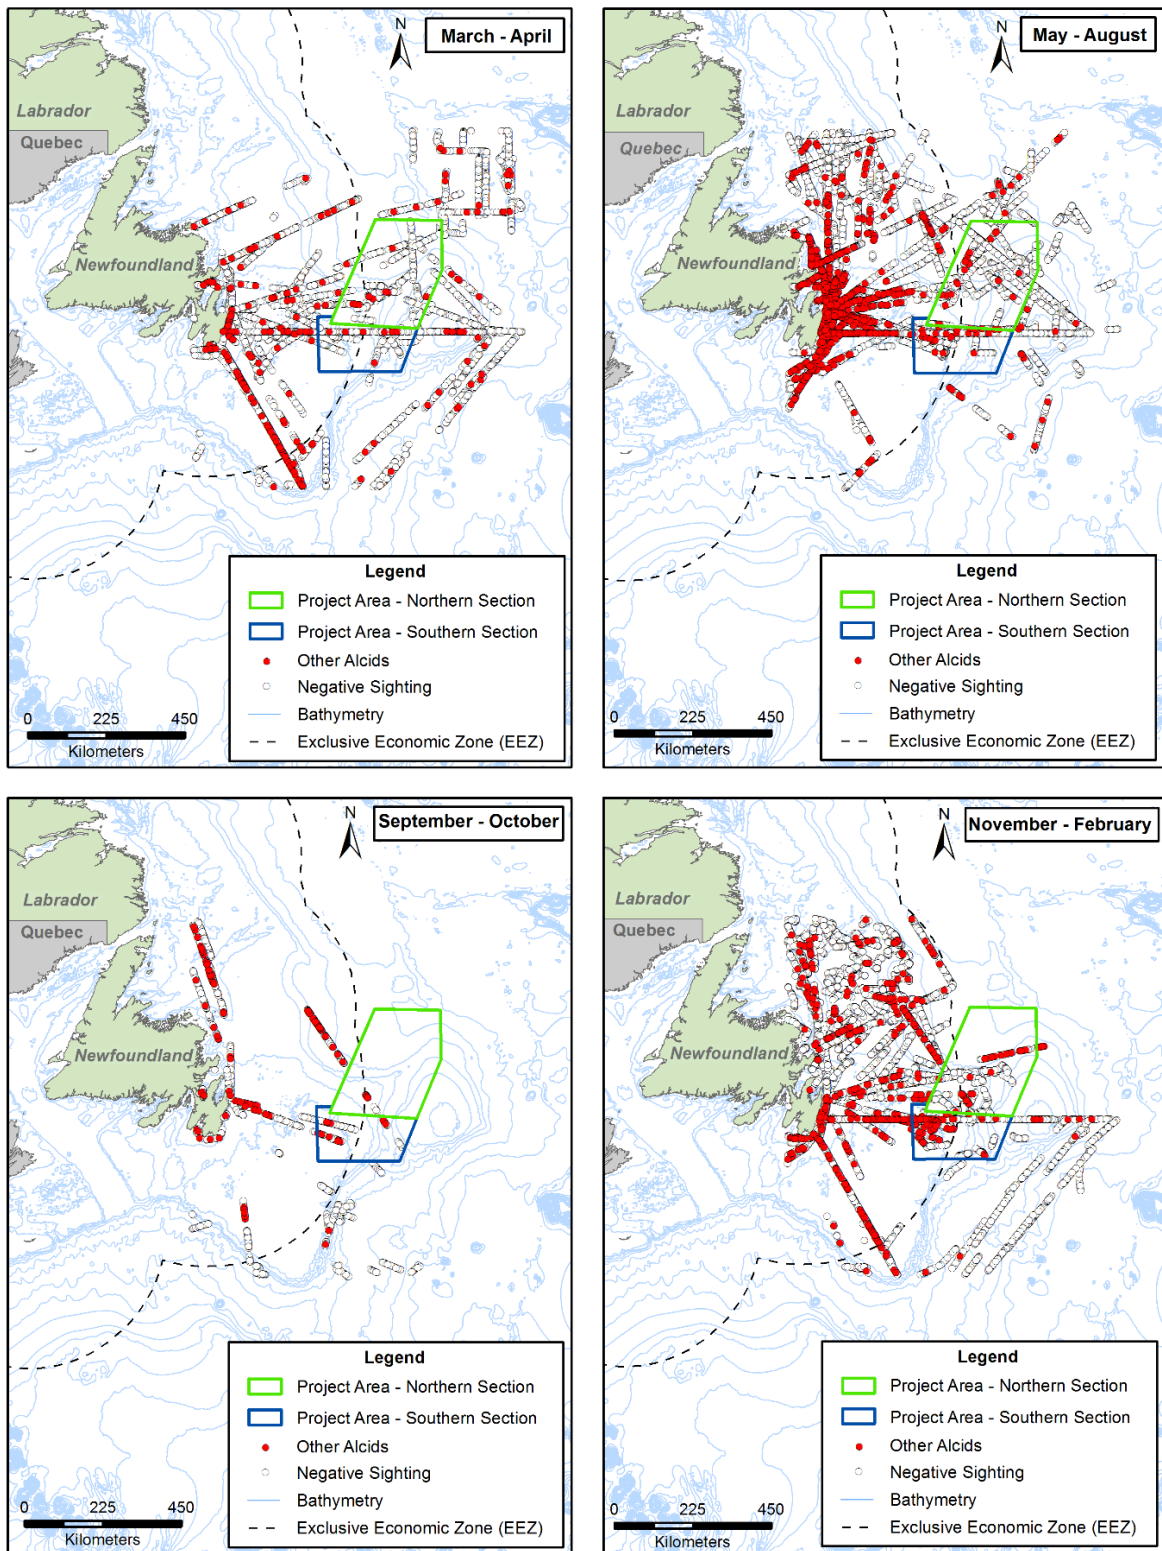 N
March - April
Labrador
Quebec
Newfoundland
Legend
Project Area - Northern Section
Project Area - Southern Section
Other Alcids
Negative Sighting
Bathymetry
Exclusive Economic Zone (EEZ)
0 225 450
Kilometers
N
May - August
Labrador
Quebec
Newfoundland
Legend
Project Area - Northern Section
Project Area - Southern Section
Other Alcids
Negative Sighting
Bathymetry
Exclusive Economic Zone (EEZ)
0 225 450
Kilometers
N
September - October
Labrador
Quebec
Newfoundland
Legend
Project Area - Northern Section
Project Area - Southern Section
Other Alcids
Negative Sighting
Bathymetry
Exclusive Economic Zone (EEZ)
0 225 450
Kilometers
N
November - February
Labrador
Quebec
Newfoundland
Legend
Project Area - Northern Section
Project Area - Southern Section
Other Alcids
Negative Sighting
Bathymetry
Exclusive Economic Zone (EEZ)
0 225 450
Kilometers